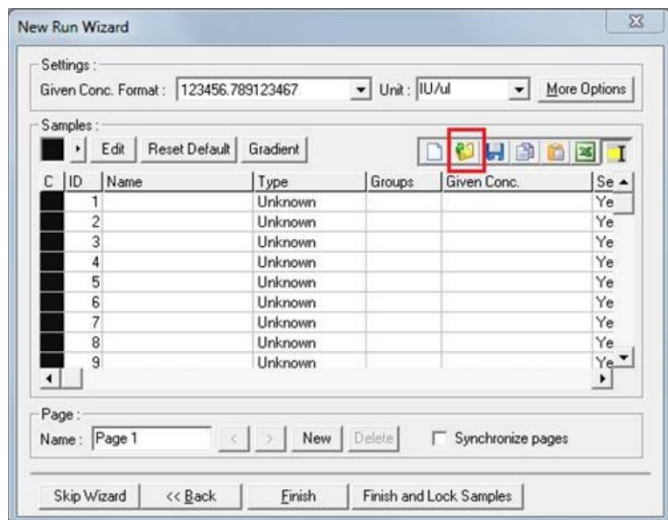 New Run Wizard
Settings :
Given Conc. Format : 123456.789123467 Unit : IU/ul More Options
Samples :
Edit Reset Default Gradient
C ID Name Type Groups Given Conc. Se
1 Unknown Ye
2 Unknown Ye
3 Unknown Ye
4 Unknown Ye
5 Unknown Ye
6 Unknown Ye
7 Unknown Ye
8 Unknown Ye
9 Unknown Ye
Page :
Name : Page 1 < > New Delete Synchronize pages
Skip Wizard << Back Finish Finish and Lock Samples